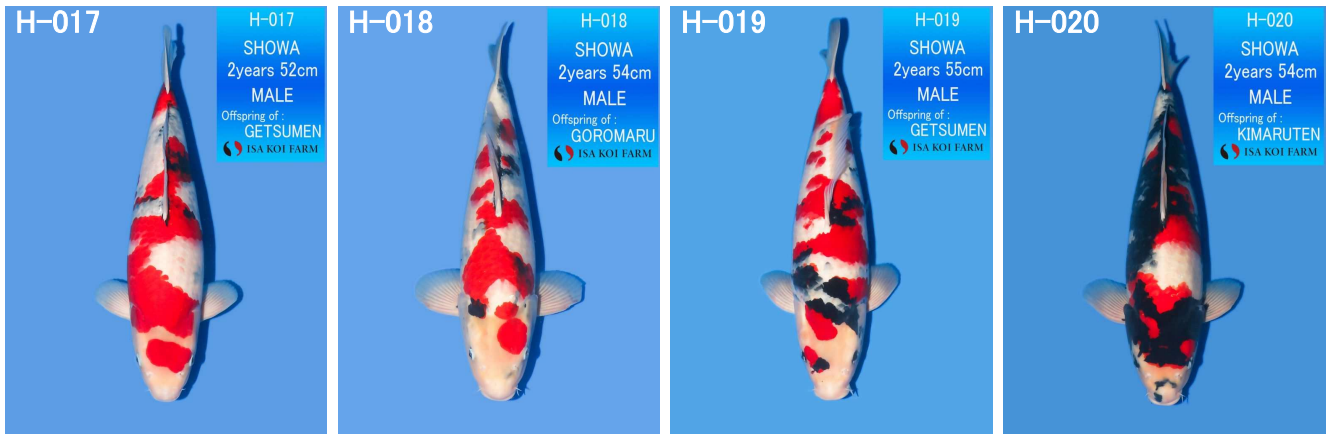 H-017
H-017
SHOWA
2years 52cm
MALE
Offspring of :
GETSUMEN
ISA KOI FARM
H-018
H-018
SHOWA
2years 54cm
MALE
Offspring of :
GOROMARU
ISA KOI FARM
H-019
H-019
SHOWA
2years 55cm
MALE
Offspring of :
GETSUMEN
ISA KOI FARM
H-020
H-020
SHOWA
2years 54cm
MALE
Offspring of :
KIMARUTEN
ISA KOI FARM